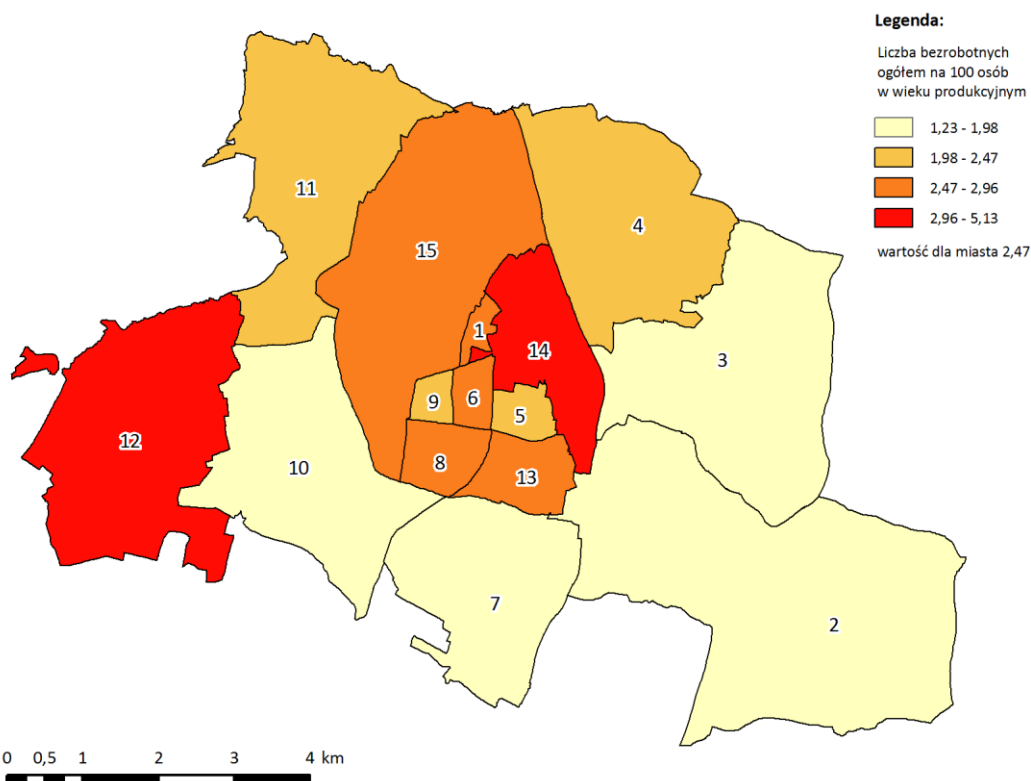 Legenda:
Liczba bezrobotnych
ogółem na 100 osób
w wieku produkcyjnym
1,23 - 1,98
1,98 - 2,47
2,47 - 2,96
2,96 - 5,13
wartość dla miasta 2,47
11
4
15
1
14
3
9
6
5
12
10
8
13
7
2
0 0,5 1 2 3 4 km